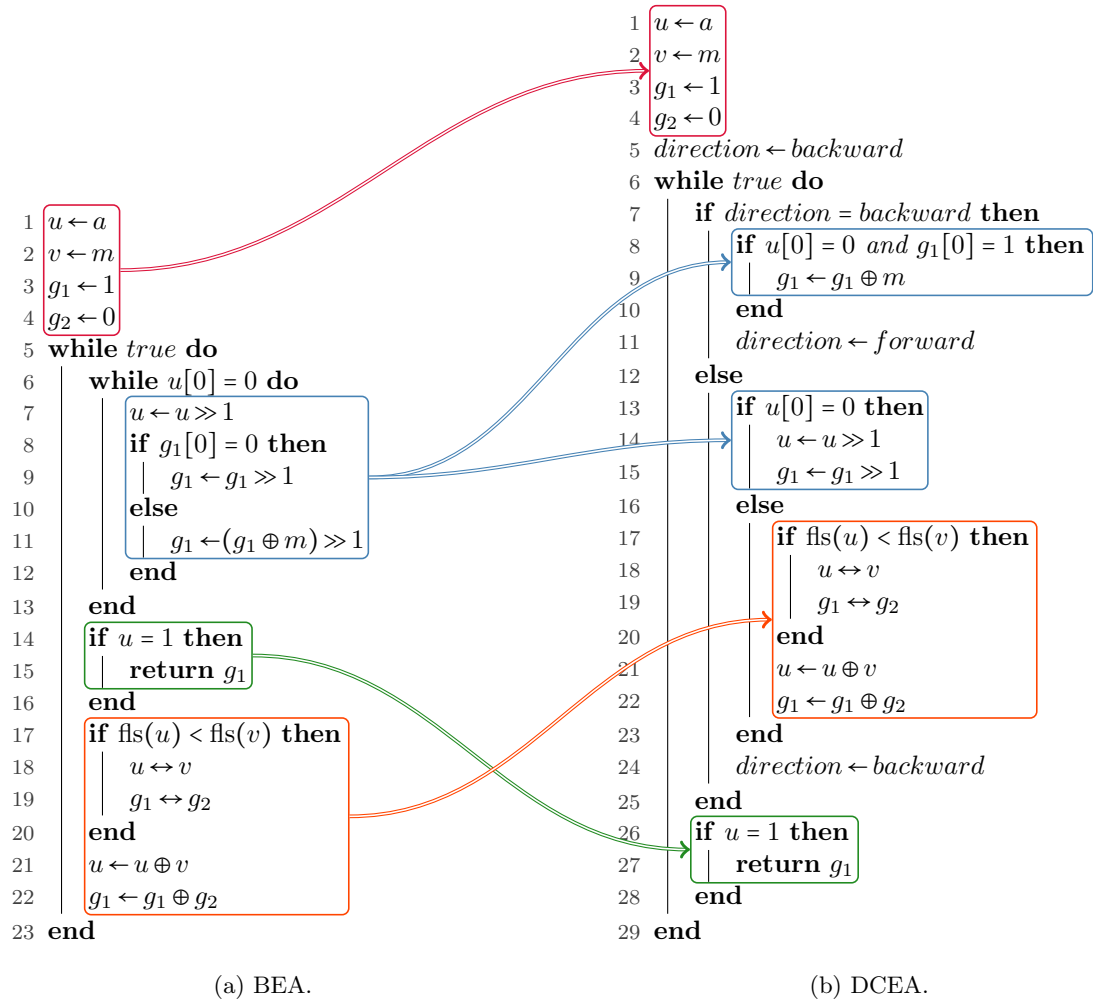 1 u ← a
2 v ← m
3 g₁ ← 1
4 g₂ ← 0
5 while true do
6 while u[0] = 0 do
7 u ← u ≫ 1
8 if g₁[0] = 0 then
9 g₁ ← g₁ ≫ 1
10 else
11 g₁ ← (g₁ ⊕ m) ≫ 1
12 end
13 end
14 if u = 1 then
15 return g₁
16 end
17 if fls(u) < fls(v) then
18 u ↔ v
19 g₁ ↔ g₂
20 end
21 u ← u ⊕ v
22 g₁ ← g₁ ⊕ g₂
23 end
(a) BEA.
1 u ← a
2 v ← m
3 g₁ ← 1
4 g₂ ← 0
5 direction ← backward
6 while true do
7 if direction = backward then
8 if u[0] = 0 and g₁[0] = 1 then
9 g₁ ← g₁ ⊕ m
10 end
11 direction ← forward
12 else
13 if u[0] = 0 then
14 u ← u ≫ 1
15 g₁ ← g₁ ≫ 1
16 else
17 if fls(u) < fls(v) then
18 u ↔ v
19 g₁ ↔ g₂
20 end
21 u ← u ⊕ v
22 g₁ ← g₁ ⊕ g₂
23 end
24 direction ← backward
25 end
26 if u = 1 then
27 return g₁
28 end
29 end
(b) DCEA.